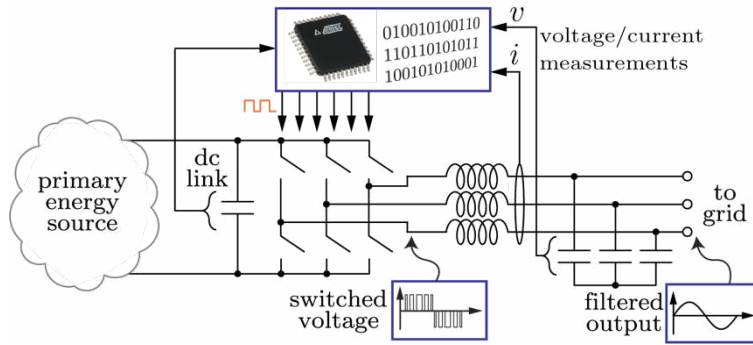 010010100110
110110101011
100101010001
v
i
voltage/current
measurements
primary
energy
source
dc
link
to
grid
switched
voltage
filtered
output